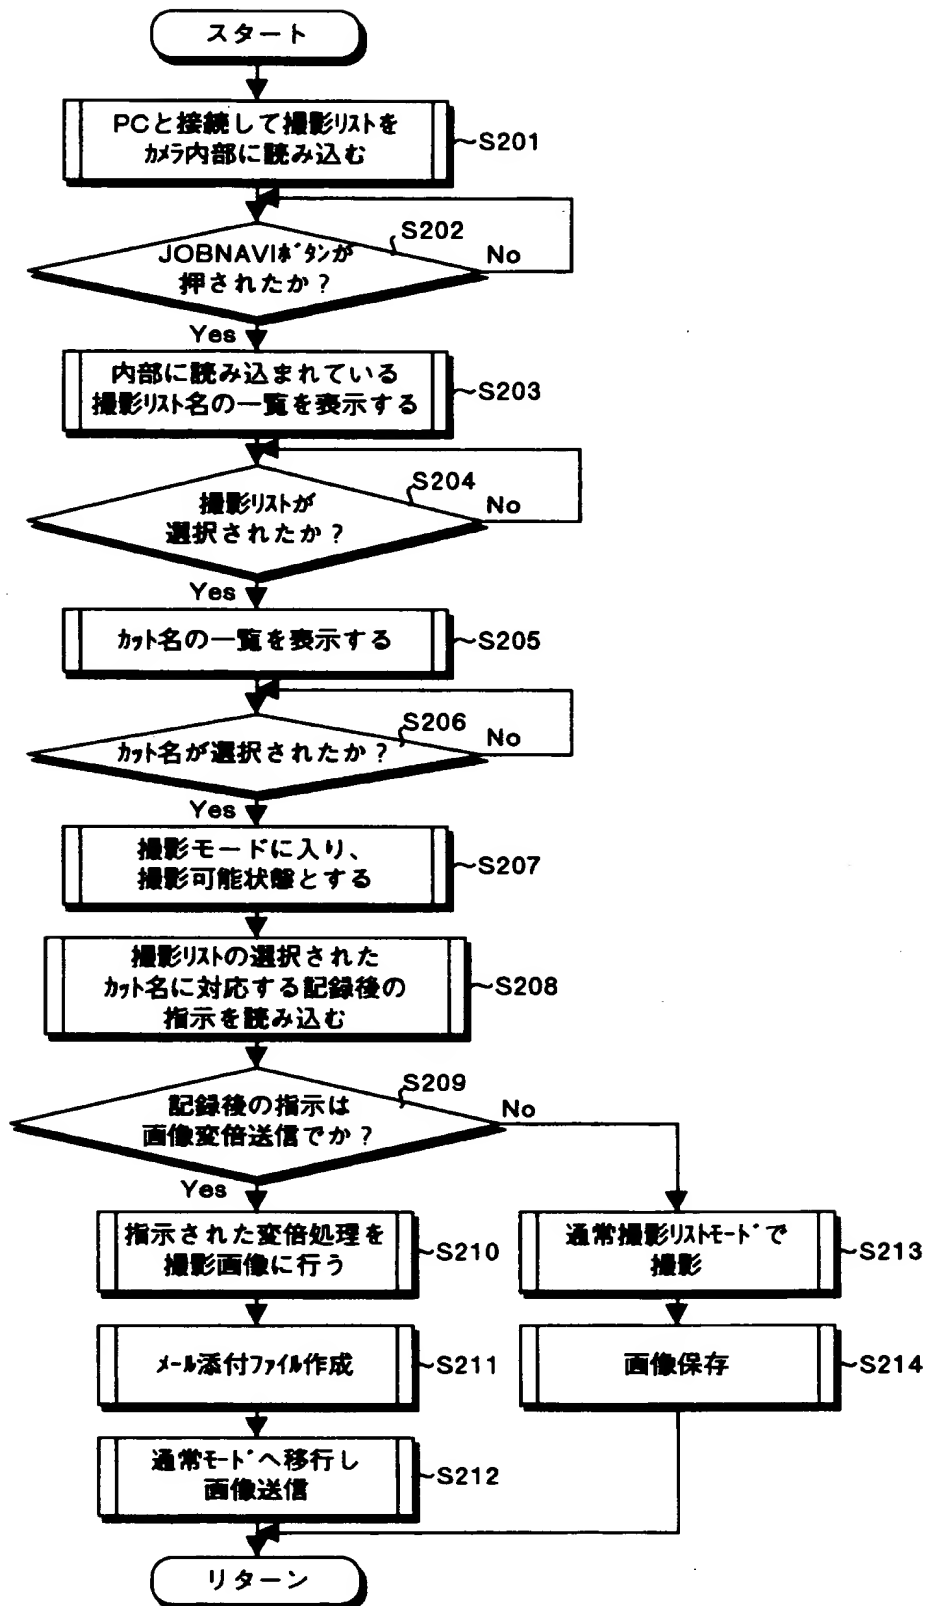 スタート
PCと接続して撮影リストを
カメラ内部に読み込む
~S201
S202
JOBNAVIボタンが
押されたか？
No
Yes
内部に読み込まれている
撮影リスト名の一覧を表示する
~S203
S204
撮影リストが
選択されたか？
No
Yes
カット名の一覧を表示する
~S205
S206
カット名が選択されたか？
No
Yes
撮影モードに入り、
撮影可能状態とする
~S207
撮影リストの選択された
カット名に対応する記録後の
指示を読み込む
~S208
S209
記録後の指示は
画像変倍送信でか？
No
Yes
指示された変倍処理を
撮影画像に行う
~S210
通常撮影リストモードで
撮影
~S213
メール添付ファイル作成
~S211
画像保存
~S214
通常モードへ移行し
画像送信
~S212
リターン